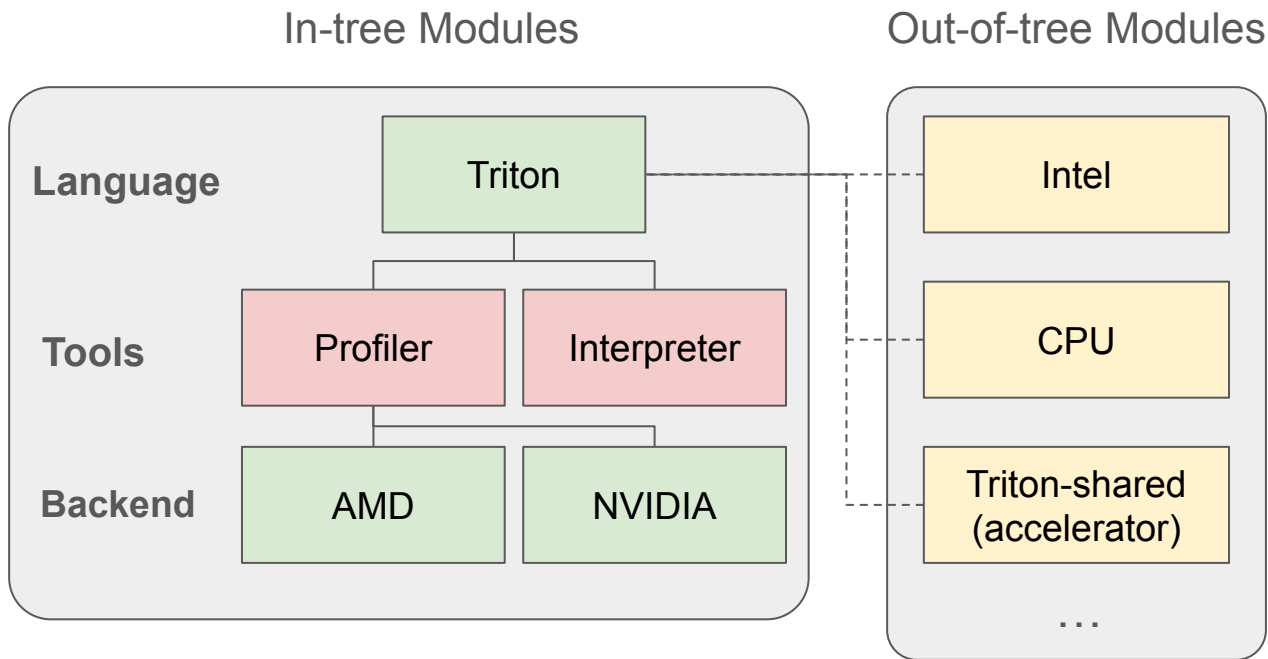 In-tree Modules
Out-of-tree Modules
Language
Triton
Intel
Tools
Profiler
Interpreter
CPU
Backend
AMD
NVIDIA
Triton-shared
(accelerator)
...